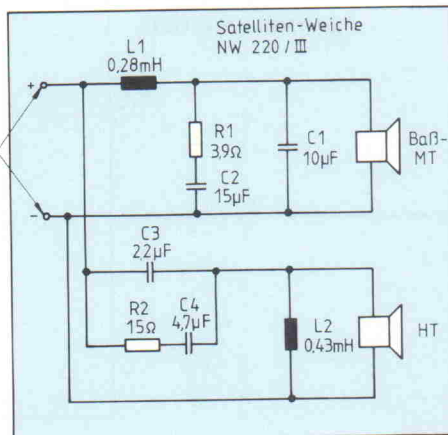 Satelliten-Weiche
NW 220/III
L1
0,28mH
+
R1
3,9Ω
C2
15µF
C1
10µF
Baß-
MT
-
C3
2,2µF
R2
15Ω
C4
4,7µF
L2
0,43mH
HT